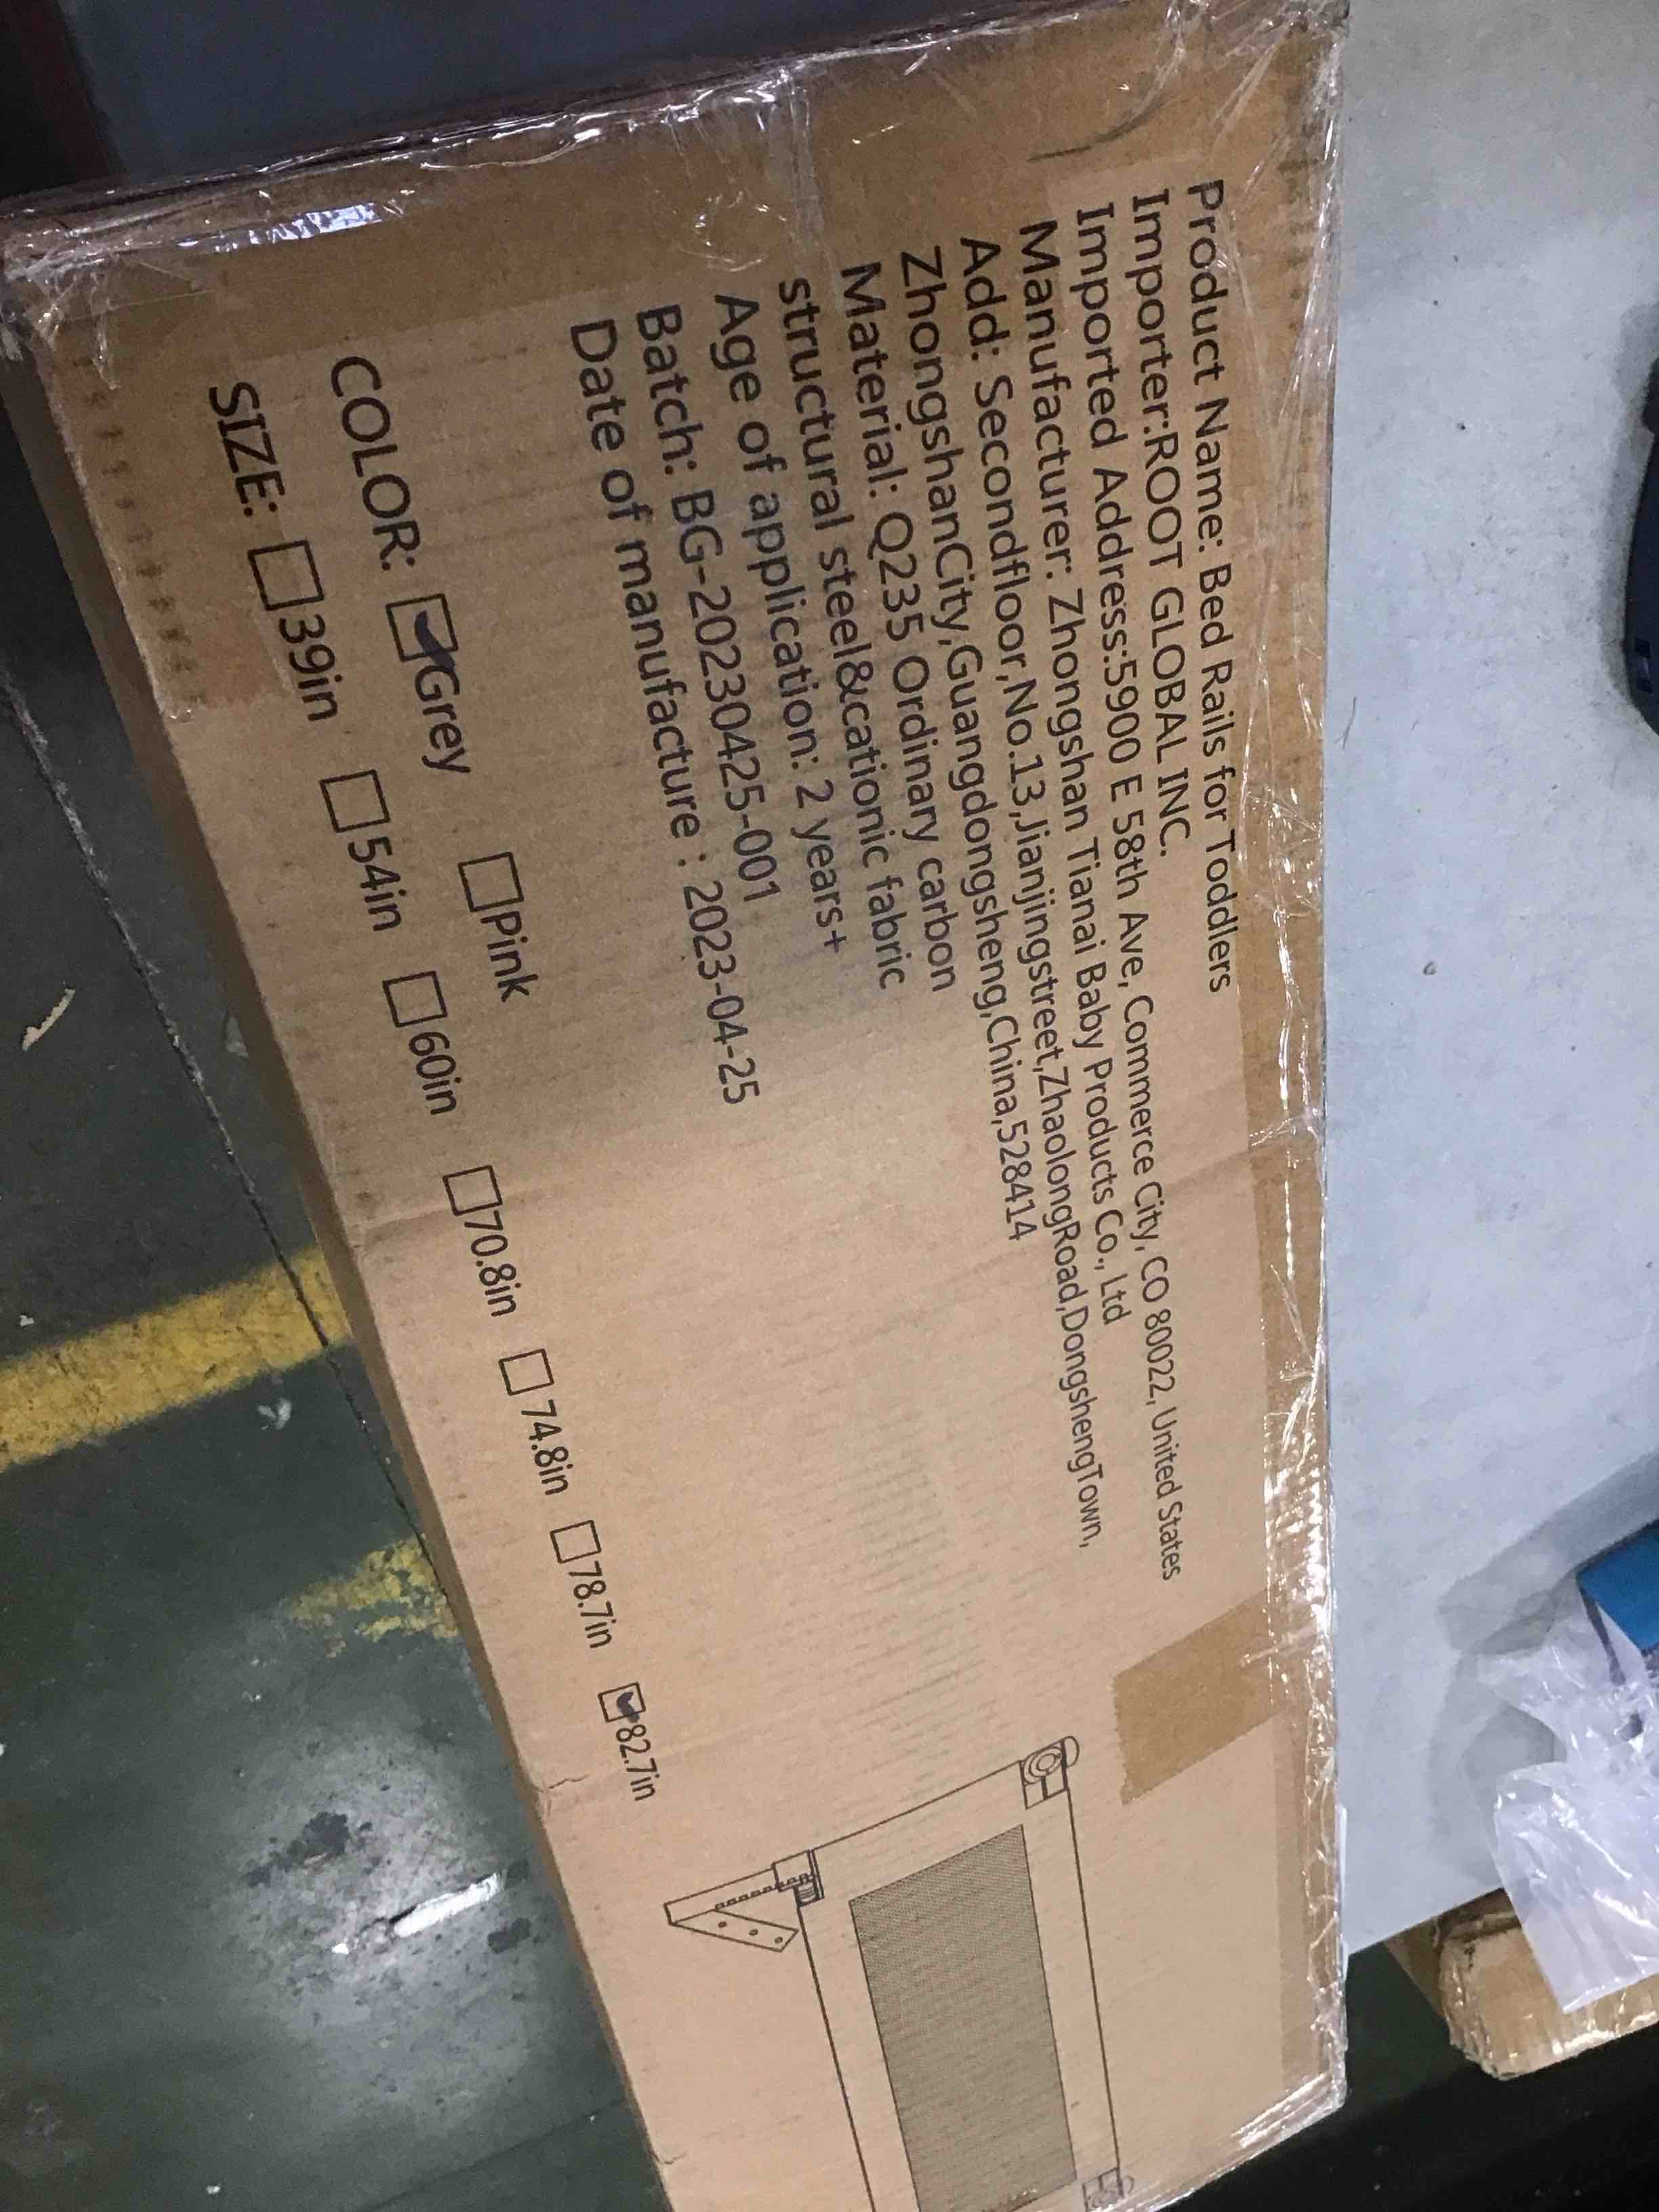 Product Name: Bed Rails for Toddlers
Importer:ROOT GLOBAL INC.
Imported Address:5900 E 58th Ave, Commerce City, CO 80022, United States
Manufacturer: Zhongshan Tianai Baby Products Co., Ltd
Add: Secondfloor,No.13,Jianjingstreet,ZhaolongRoad,DongshengTown,
ZhongshanCity,Guangdongsheng,China,528414
Material: Q235 Ordinary carbon
structural steel&cationic fabric
Age of application: 2 years+
Batch: BG-20230425-001
Date of manufacture : 2023-04-25
COLOR: Grey Pink
SIZE: 39in 54in 60in 70.8in 74.8in 78.7in 82.7in